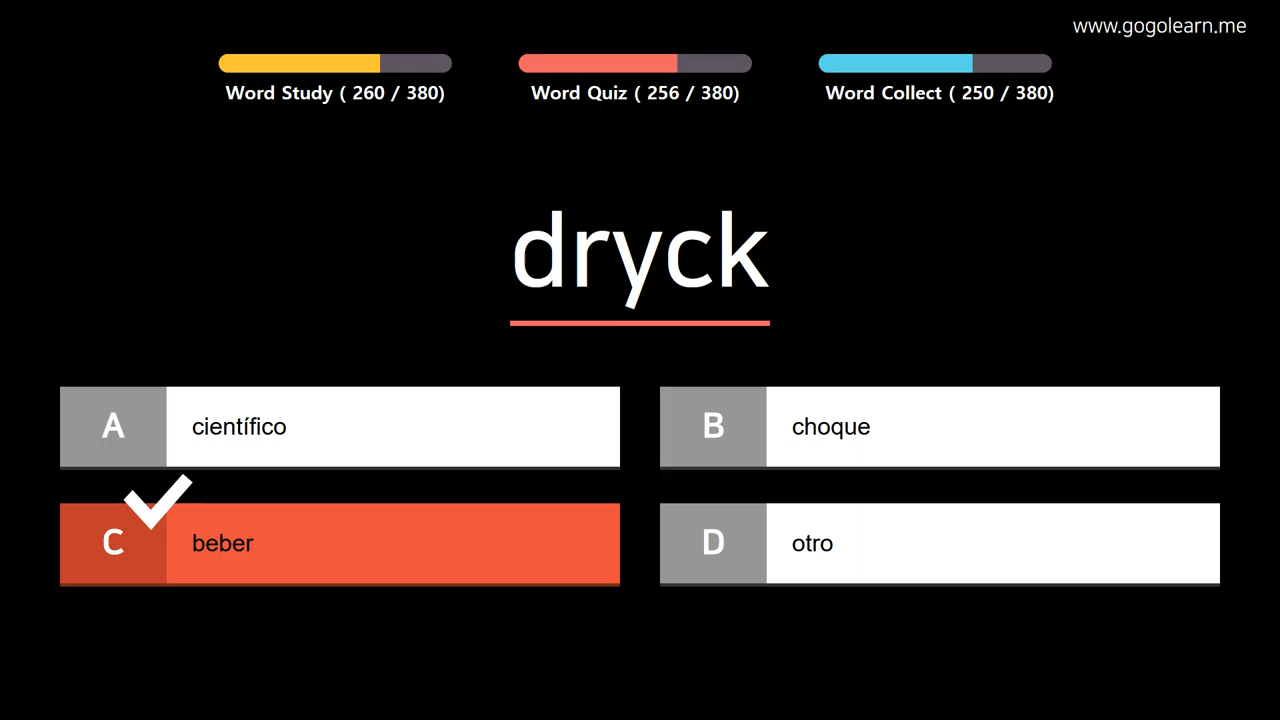 www.gogolearn.me
Word Study ( 260 / 380)
Word Quiz ( 256 / 380)
Word Collect ( 250 / 380)
dryck
A científico
B choque
C beber
D otro